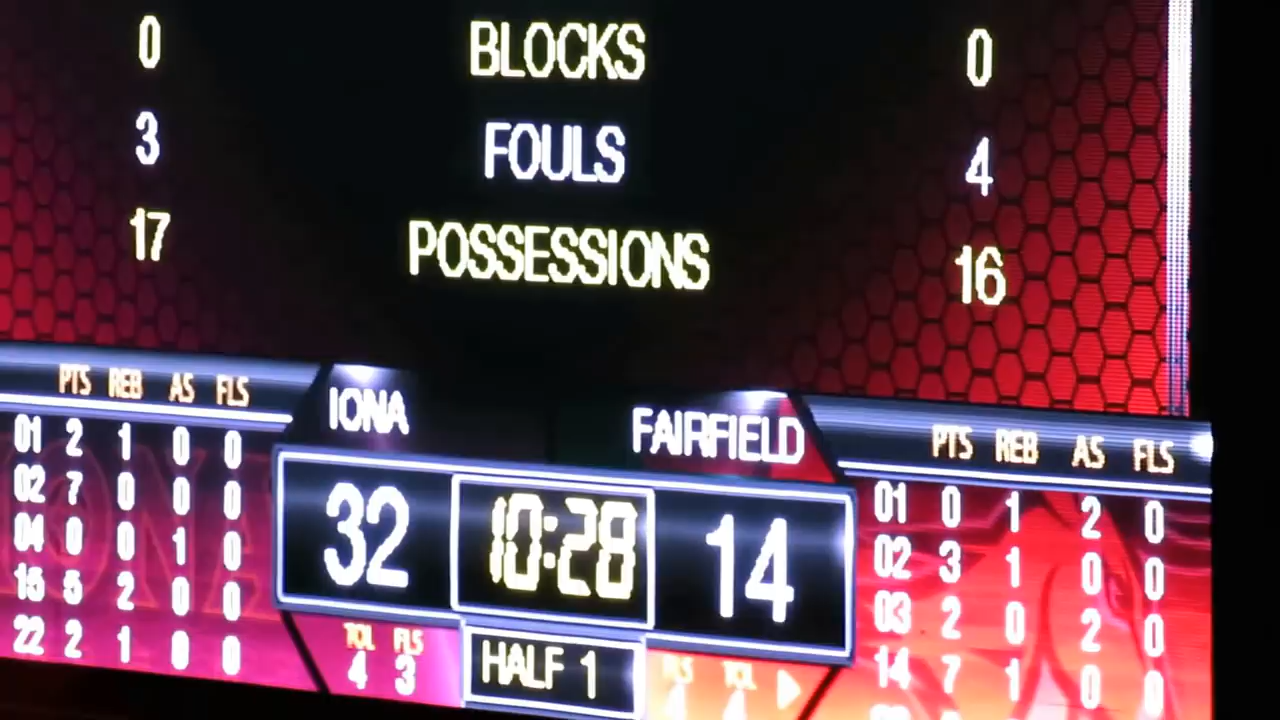 0 BLOCKS 0
3 FOULS 4
17 POSSESSIONS 16
PTS REB AS FLS
01 2 1 0 0
02 7 0 0 0
04 0 0 1 0
15 5 2 0 0
22 2 1 0 0
IONA FAIRFIELD
32 10:28 14
TOL FLS
4 3
HALF 1
TOL
4 4
PTS REB AS FLS
01 0 1 2 0
02 3 1 0 0
03 2 0 2 0
14 7 1 0 0